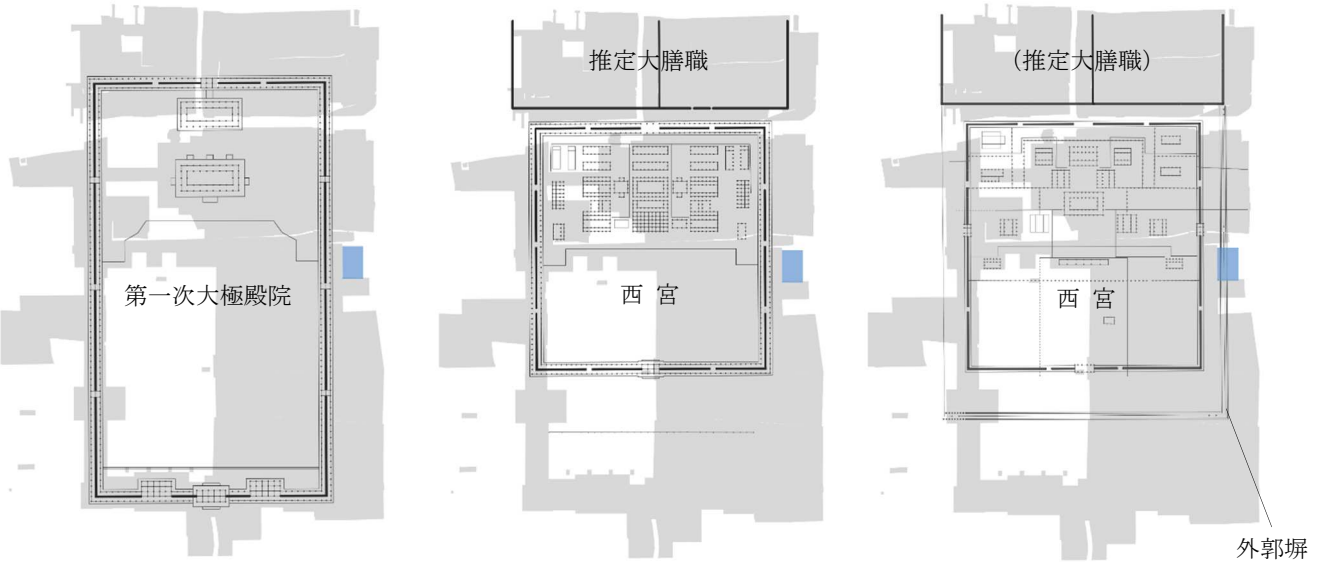 推定大膳職
(推定大膳職)
第一次大極殿院
西宮
西宮
外郭塀